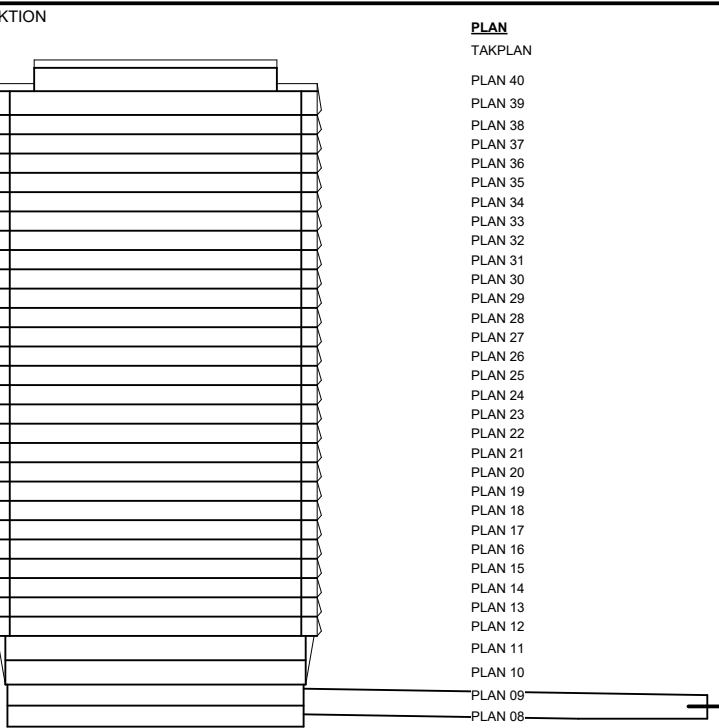 KTION
PLAN
TAKPLAN
PLAN 40
PLAN 39
PLAN 38
PLAN 37
PLAN 36
PLAN 35
PLAN 34
PLAN 33
PLAN 32
PLAN 31
PLAN 30
PLAN 29
PLAN 28
PLAN 27
PLAN 26
PLAN 25
PLAN 24
PLAN 23
PLAN 22
PLAN 21
PLAN 20
PLAN 19
PLAN 18
PLAN 17
PLAN 16
PLAN 15
PLAN 14
PLAN 13
PLAN 12
PLAN 11
PLAN 10
PLAN 09
PLAN 08